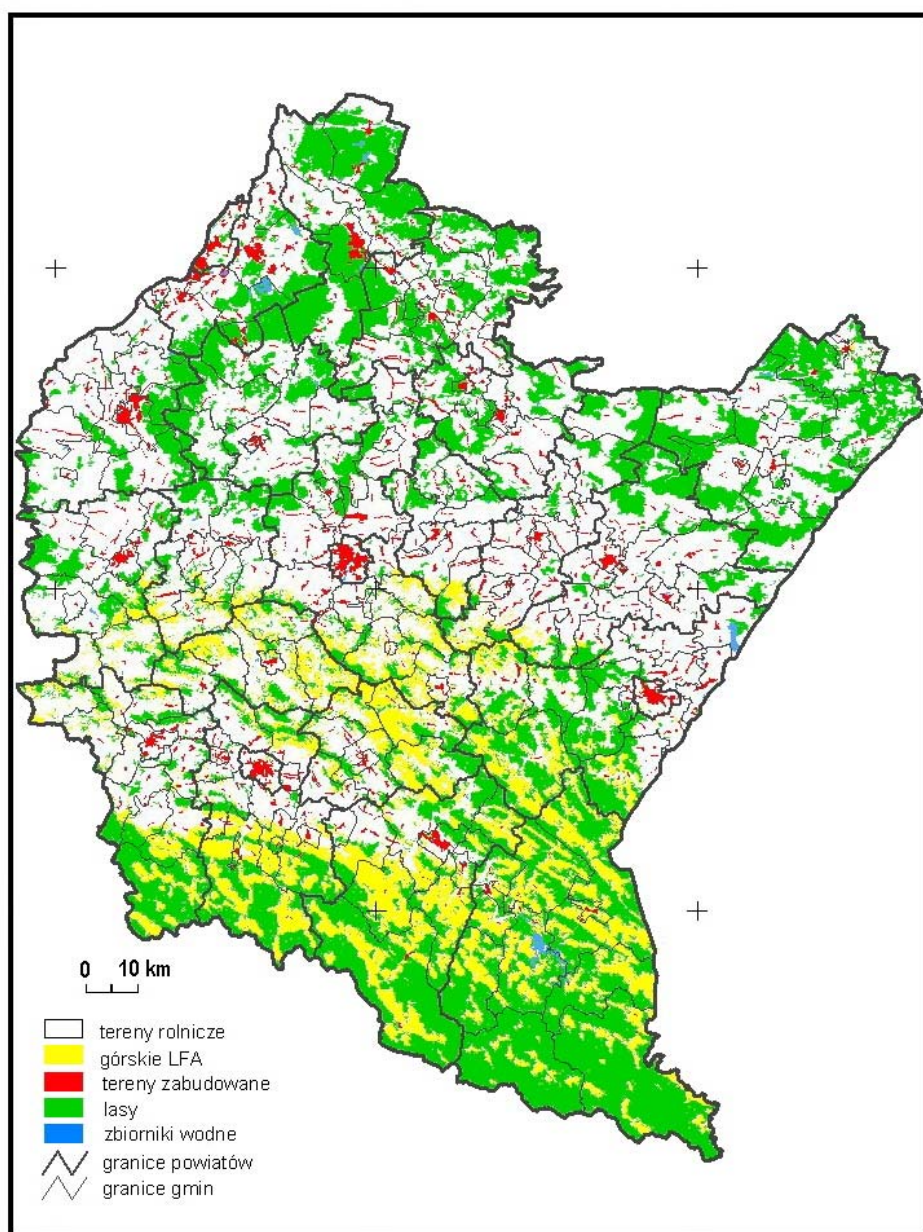 0 10 km
tereny rolnicze
górskie LFA
tereny zabudowane
lasy
zbiorniki wodne
granice powiatów
granice gmin